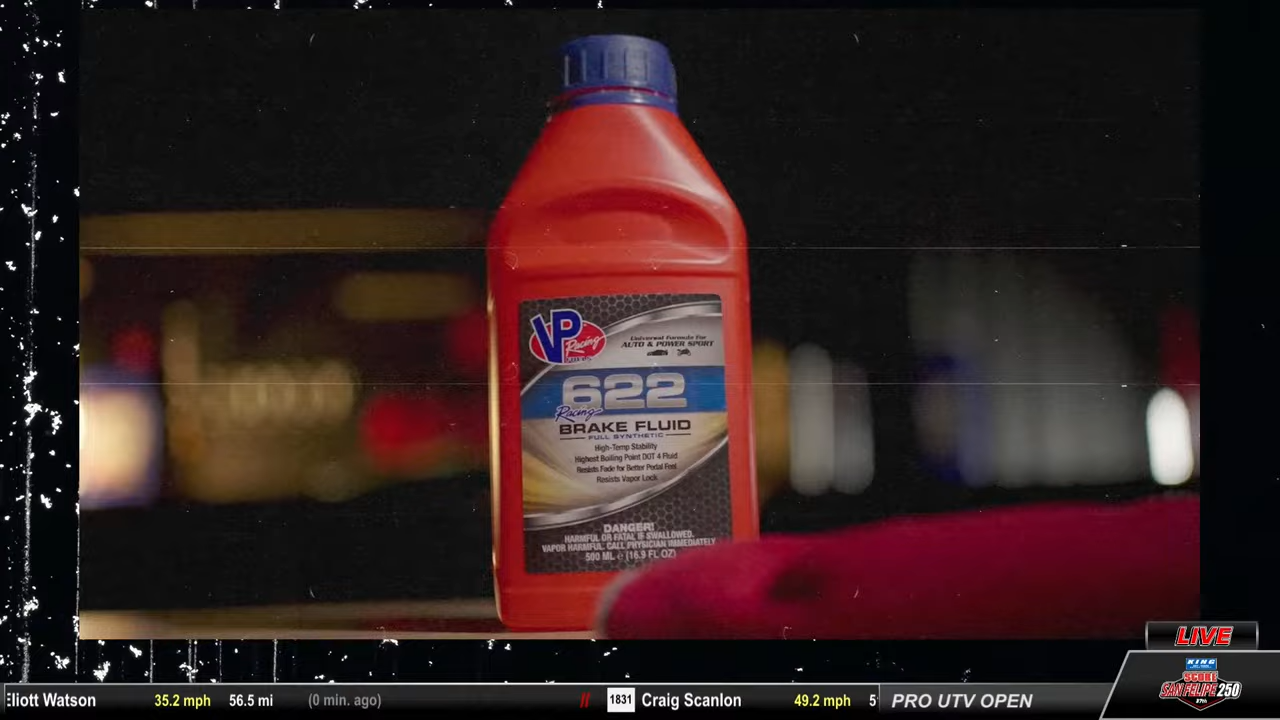 VP Racing
Universal Formula For
AUTO & POWER SPORT
622
Racing
BRAKE FLUID
FULL SYNTHETIC
High-Temp Stability
Highest Boiling Point DOT 4 Fluid
Resists Fade for Better Pedal Feel
Resists Vapor Lock
DANGER!
HARMFUL OR FATAL IF SWALLOWED.
VAPOR HARMFUL. CALL PHYSICIAN IMMEDIATELY
500 ML e (16.9 FL OZ)
LIVE
KING
SCORE
SAN FELIPE 250
37th
lliott Watson 35.2 mph 56.5 mi (0 min. ago) // 1831 Craig Scanlon 49.2 mph 5 PRO UTV OPEN